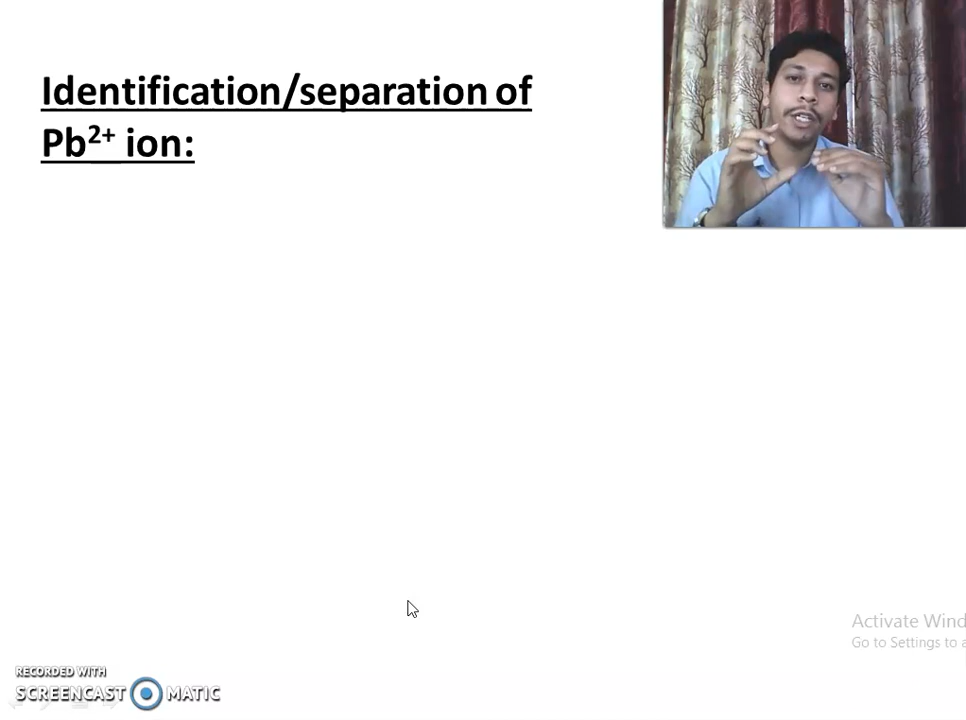 Identification/separation of
Pb²⁺ ion:
Activate Wind
Go to Settings to a
RECORDED WITH
SCREENCAST MATIC